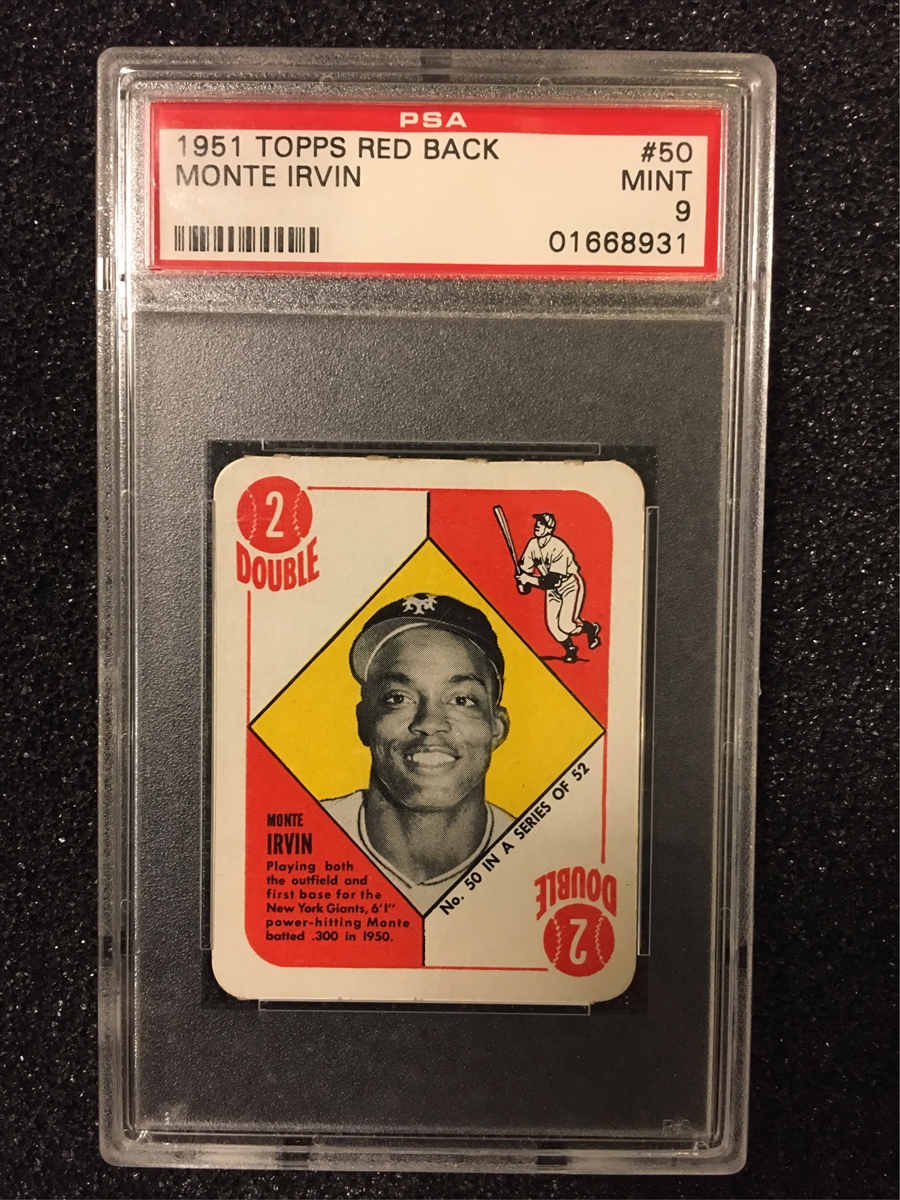 PSA
1951 TOPPS RED BACK #50
MONTE IRVIN MINT
9
01668931
2
DOUBLE
MONTE
IRVIN
Playing both
the outfield and
first base for the
New York Giants, 6'1"
power-hitting Monte
batted .300 in 1950.
No. 50 IN A SERIES OF 52
DOUBLE
2
PSA